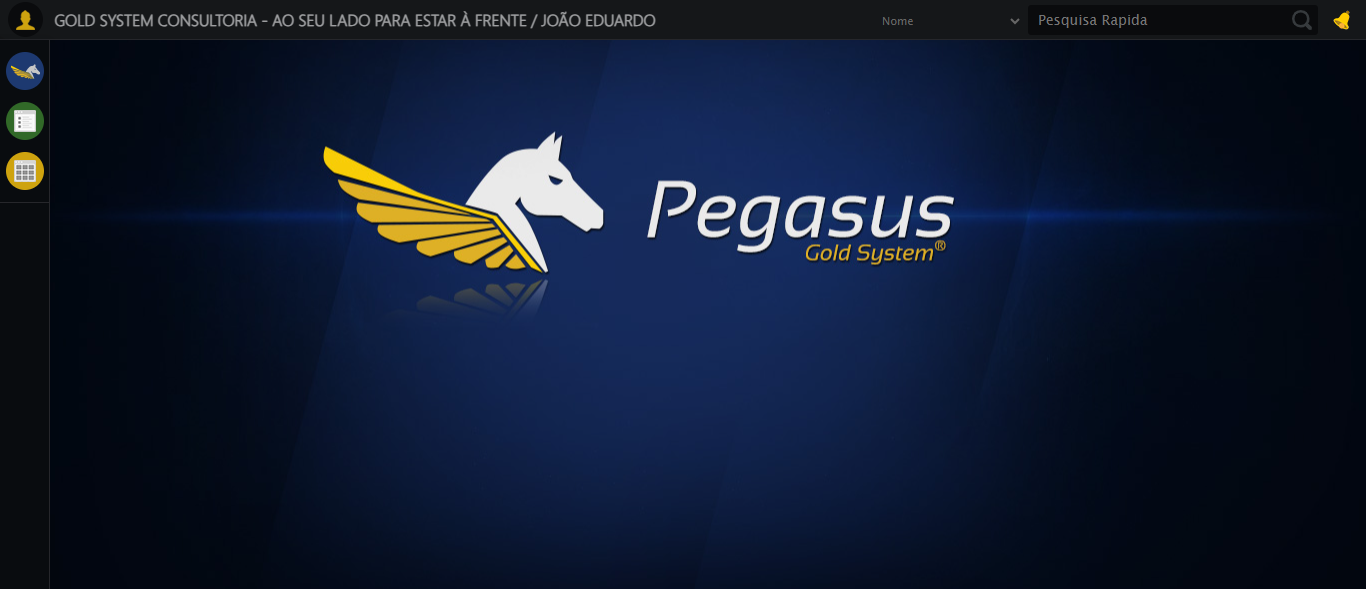 GOLD SYSTEM CONSULTORIA - AO SEU LADO PARA ESTAR À FRENTE / JOÃO EDUARDO
Nome
Pesquisa Rapida
Pegasus
Gold System®